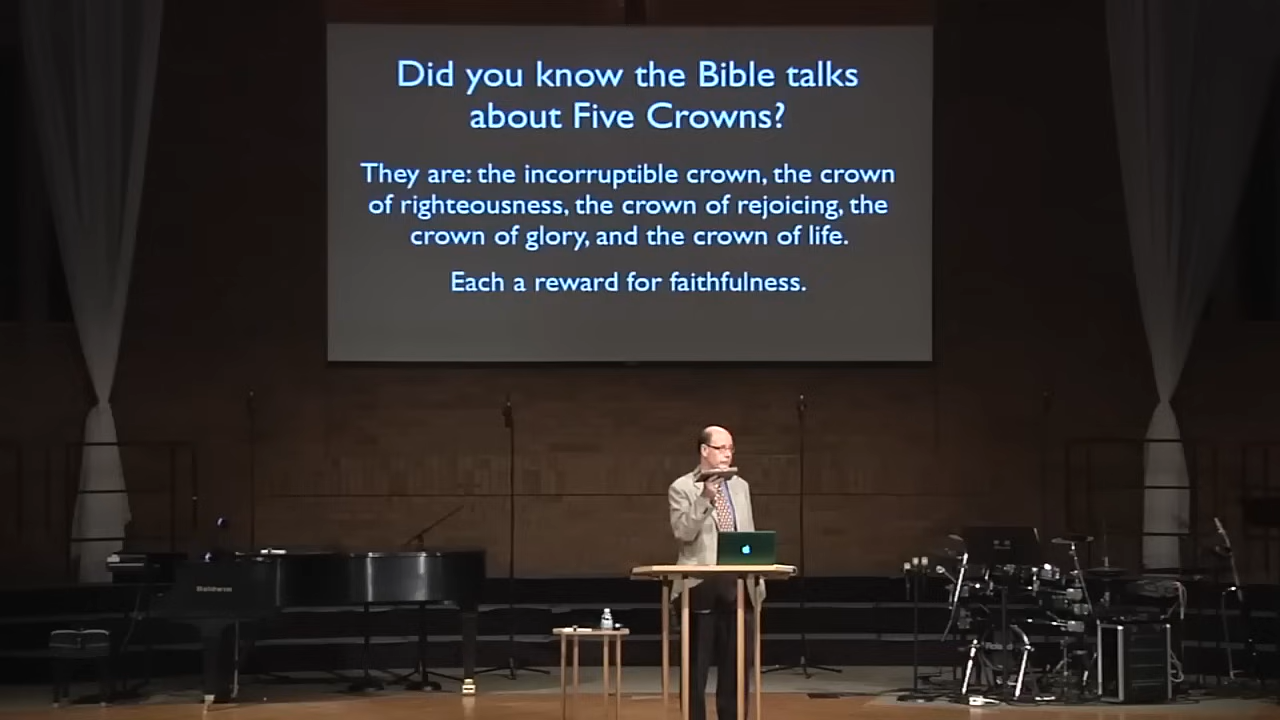 Did you know the Bible talks
about Five Crowns?
They are: the incorruptible crown, the crown
of righteousness, the crown of rejoicing, the
crown of glory, and the crown of life.
Each a reward for faithfulness.
Baldwin